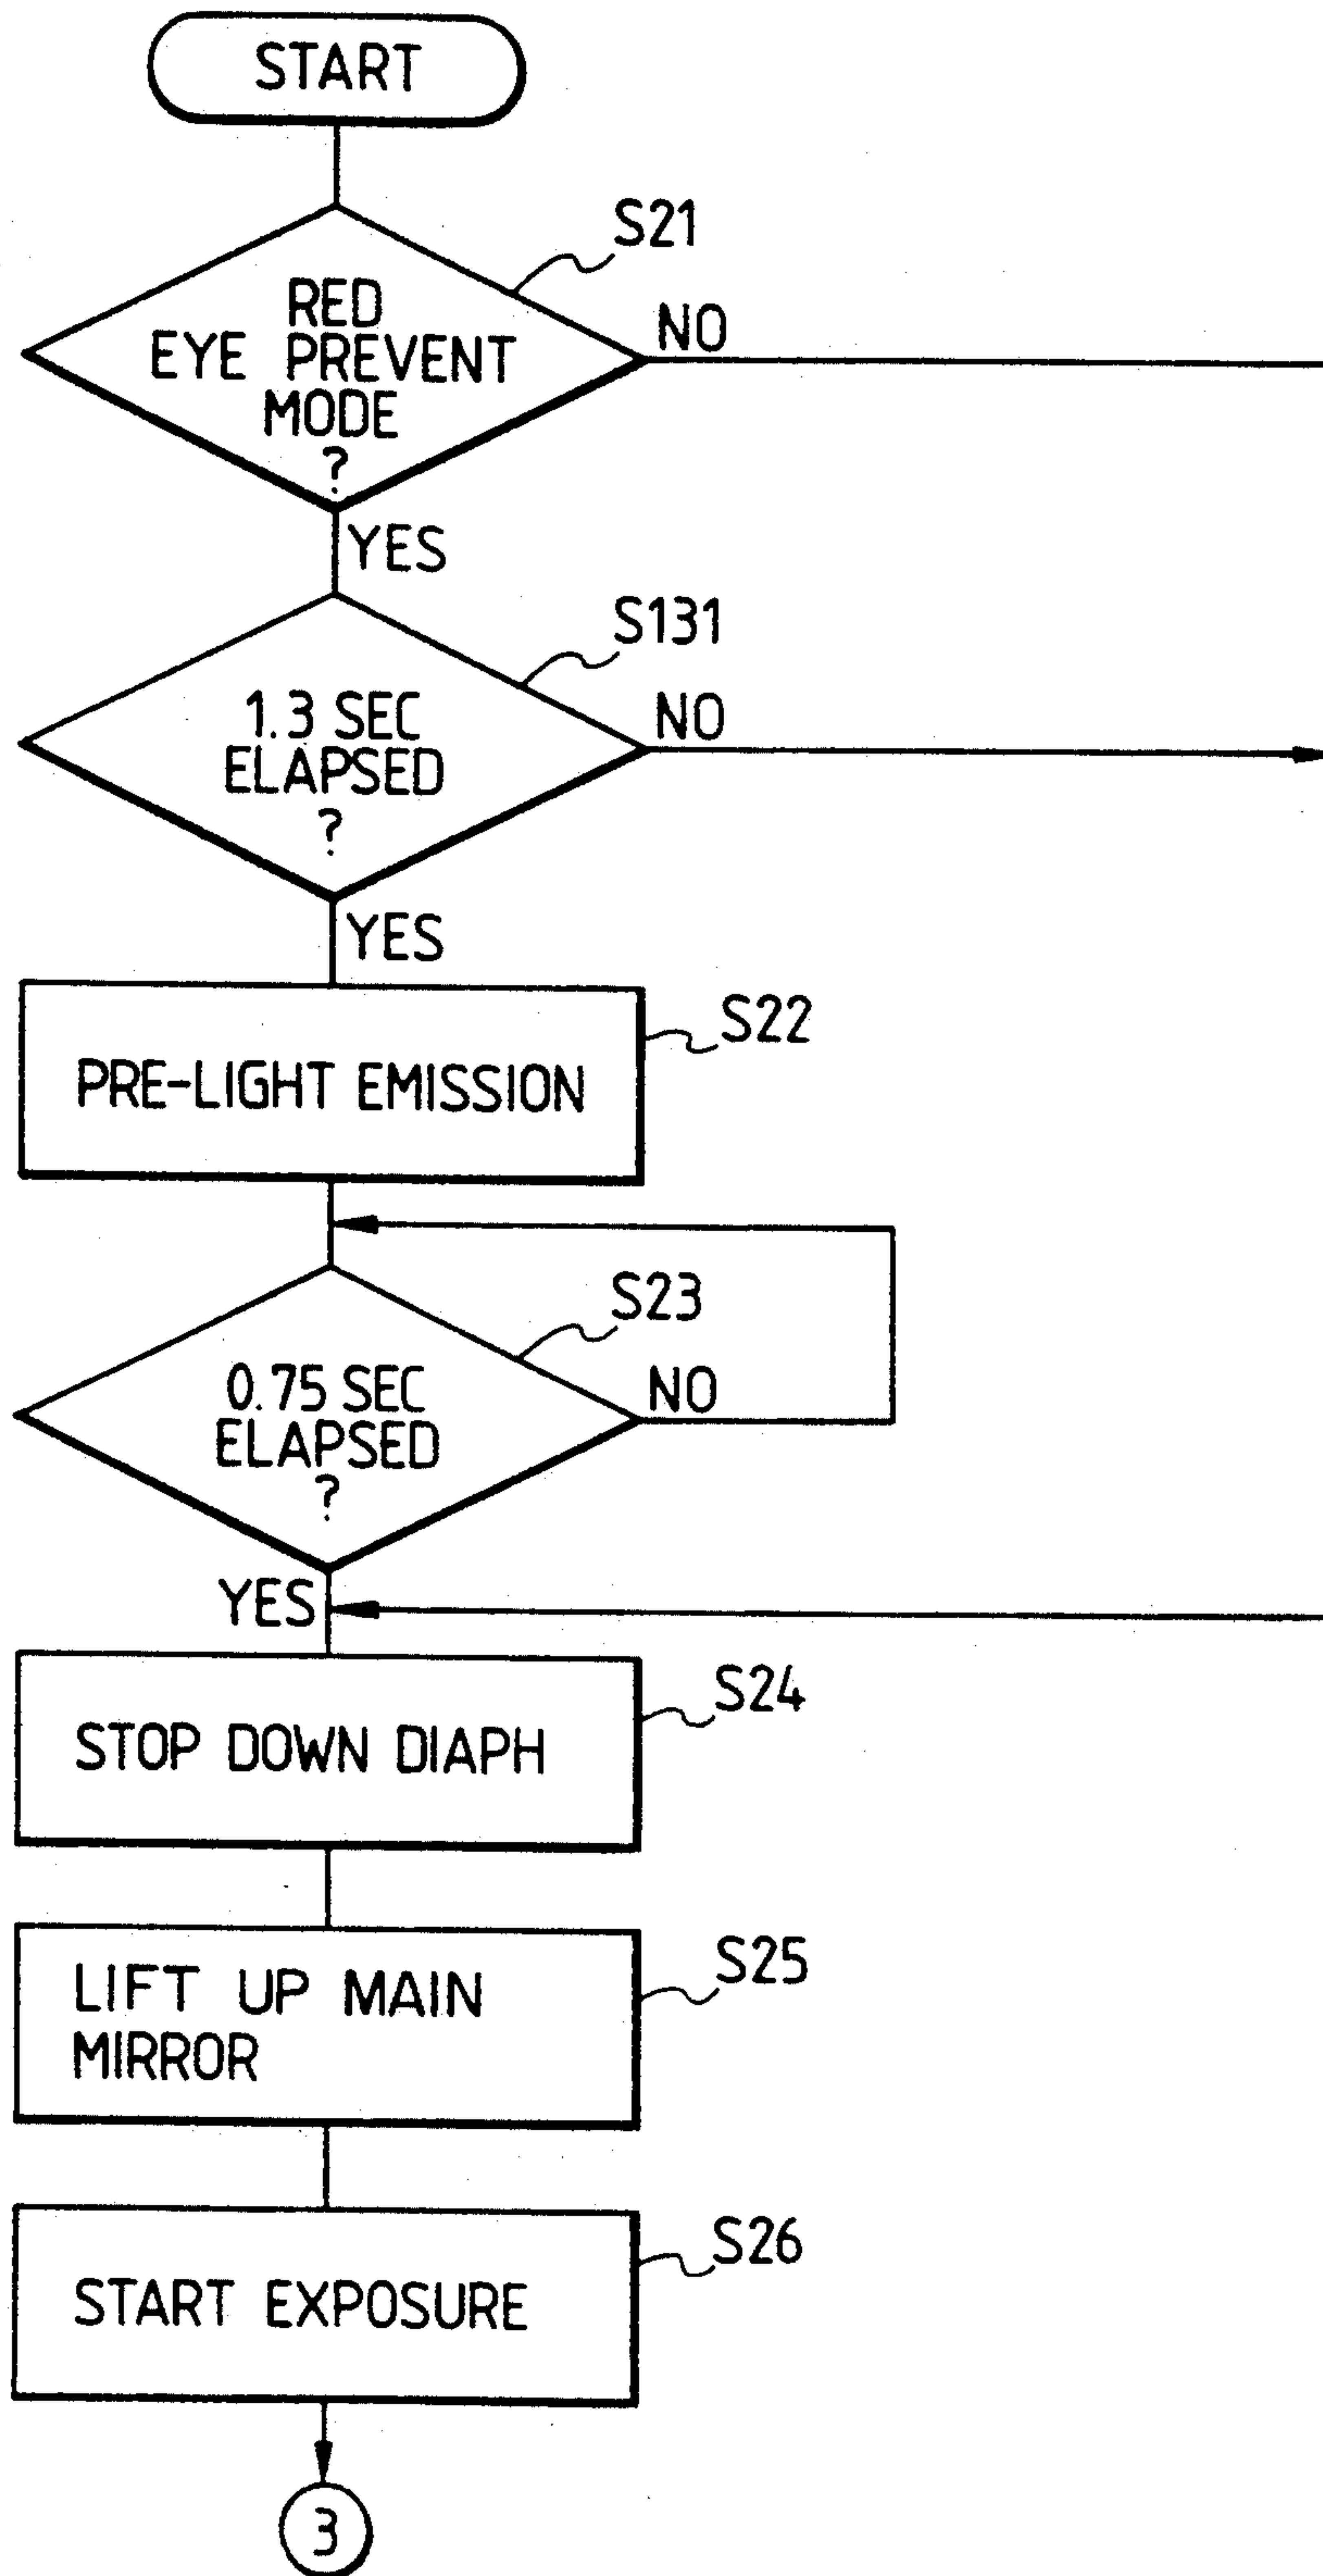 START
S21
RED
EYE PREVENT
MODE
?
NO
YES
S131
1.3 SEC
ELAPSED
?
NO
YES
S22
PRE-LIGHT EMISSION
S23
0.75 SEC
ELAPSED
?
NO
YES
S24
STOP DOWN DIAPH
S25
LIFT UP MAIN
MIRROR
S26
START EXPOSURE
3